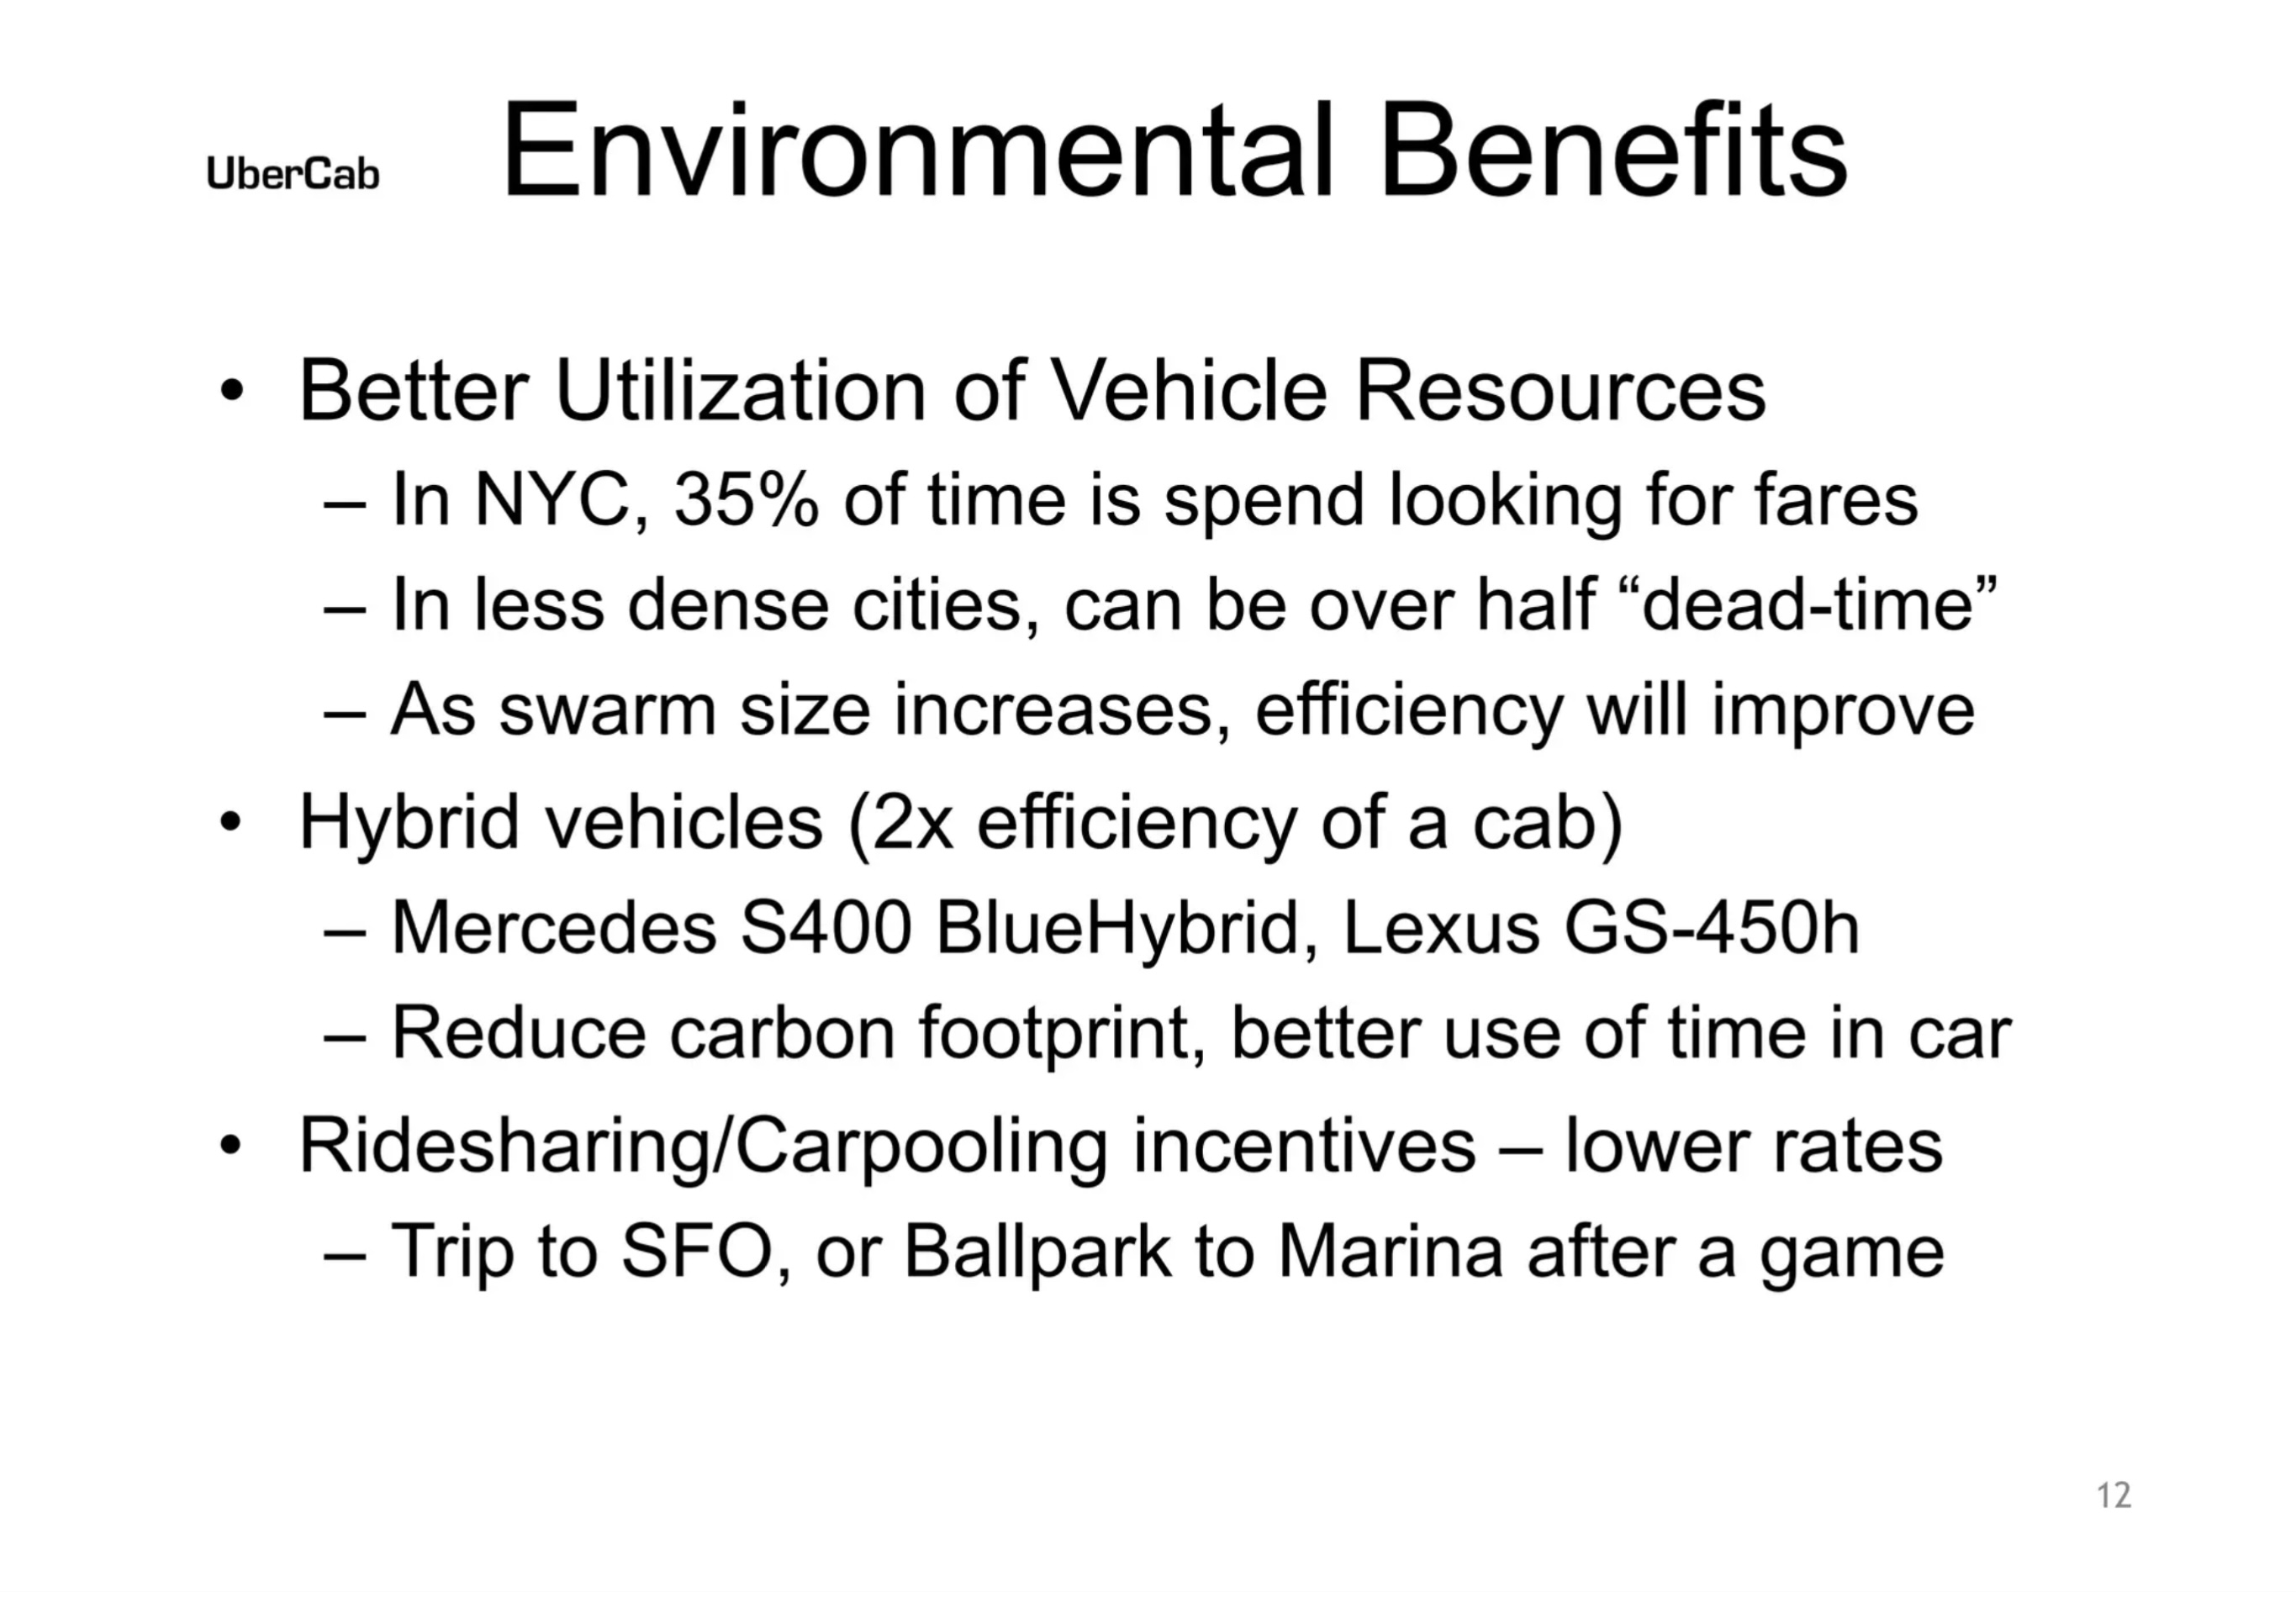 UberCab
Environmental Benefits
• Better Utilization of Vehicle Resources
– In NYC, 35% of time is spend looking for fares
– In less dense cities, can be over half “dead-time”
– As swarm size increases, efficiency will improve
• Hybrid vehicles (2x efficiency of a cab)
– Mercedes S400 BlueHybrid, Lexus GS-450h
– Reduce carbon footprint, better use of time in car
• Ridesharing/Carpooling incentives – lower rates
– Trip to SFO, or Ballpark to Marina after a game
12